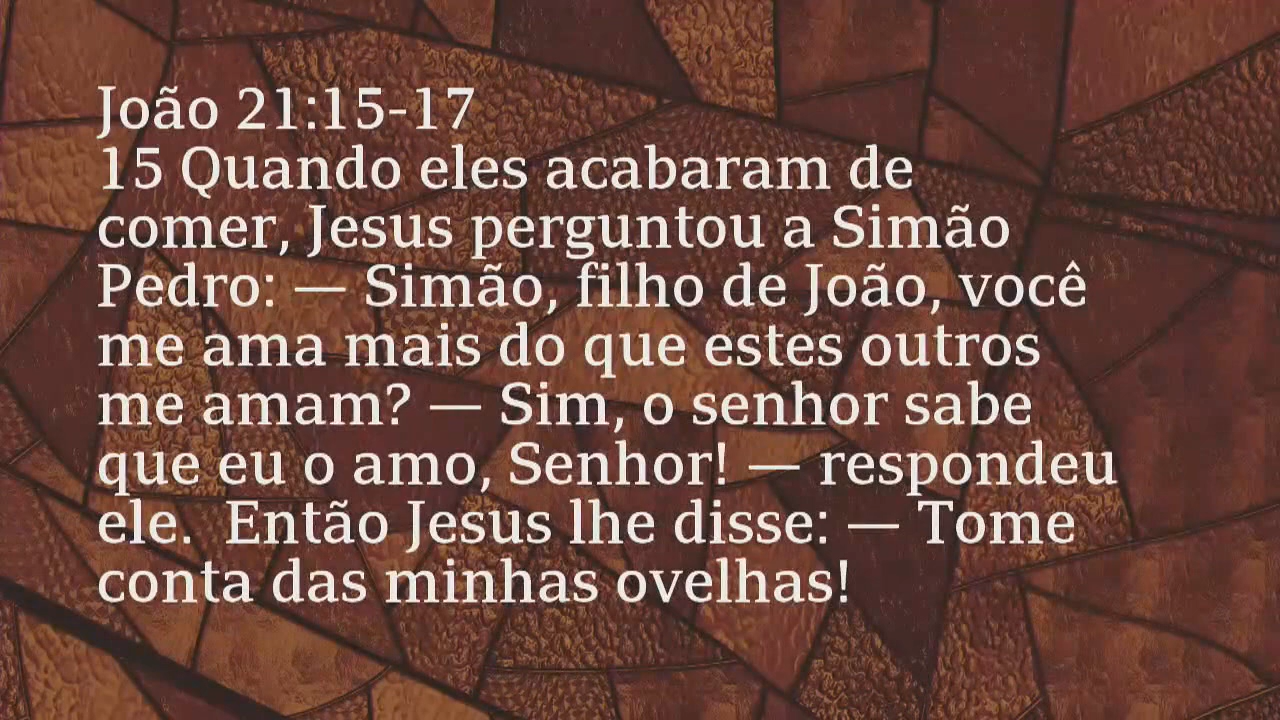 João 21:15-17
15 Quando eles acabaram de
comer, Jesus perguntou a Simão
Pedro: — Simão, filho de João, você
me ama mais do que estes outros
me amam? — Sim, o senhor sabe
que eu o amo, Senhor! — respondeu
ele.  Então Jesus lhe disse: — Tome
conta das minhas ovelhas!